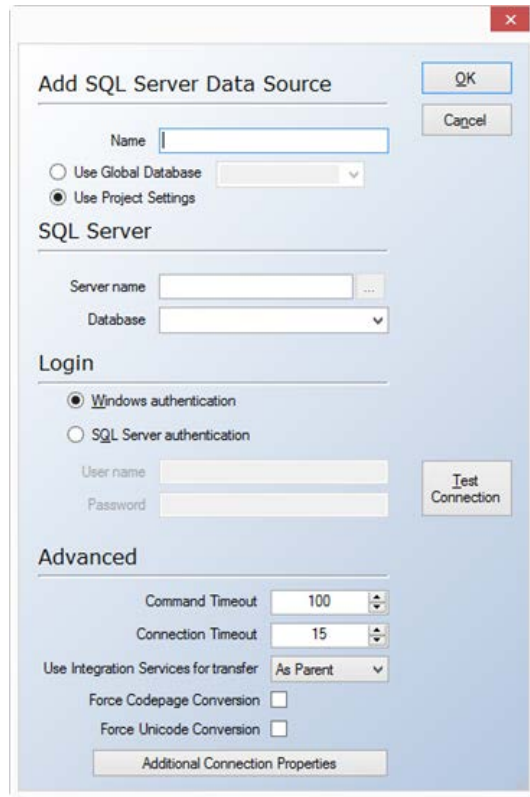 Add SQL Server Data Source
OK
Cancel
Name
Use Global Database
Use Project Settings
SQL Server
Server name
...
Database
Login
Windows authentication
SQL Server authentication
User name
Password
Test
Connection
Advanced
Command Timeout 100
Connection Timeout 15
Use Integration Services for transfer As Parent
Force Codepage Conversion
Force Unicode Conversion
Additional Connection Properties